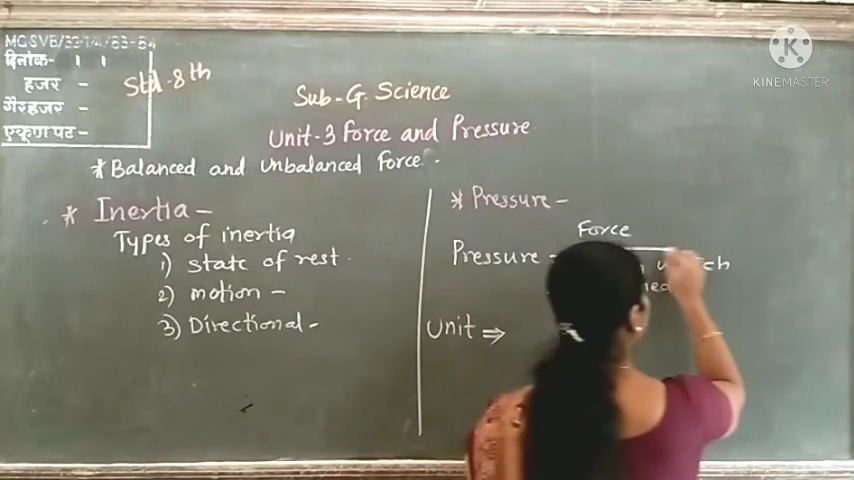 MGSVB/33/14/83-84
दिनांक- 1 1
हजर -
गैरहजर -
एकूण पट -
Std-8th
KINEMASTER
Sub-G. Science
Unit-3 Force and Pressure.
* Balanced and unbalanced Force.
* Inertia -
Types of inertia
1) state of rest.
2) motion -
3) Directional -
* Pressure -
Pressure -
Force
Unit ⇒